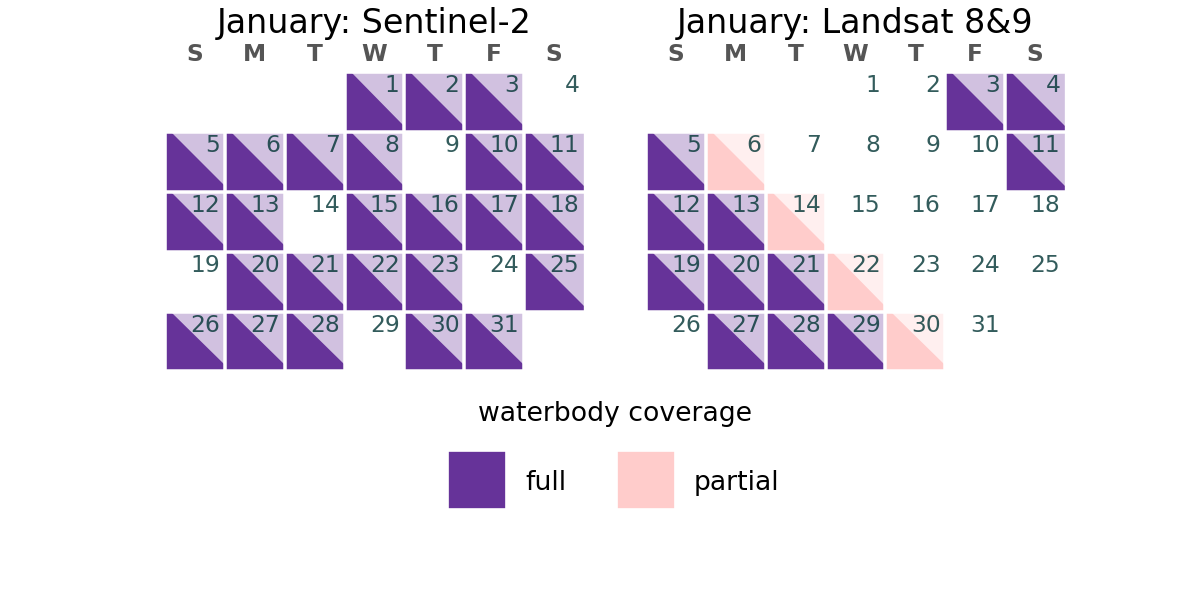 January: Sentinel-2
S M T W T F S
1 2 3 4
5 6 7 8 9 10 11
12 13 14 15 16 17 18
19 20 21 22 23 24 25
26 27 28 29 30 31
January: Landsat 8&9
S M T W T F S
1 2 3 4
5 6 7 8 9 10 11
12 13 14 15 16 17 18
19 20 21 22 23 24 25
26 27 28 29 30 31
waterbody coverage
full partial